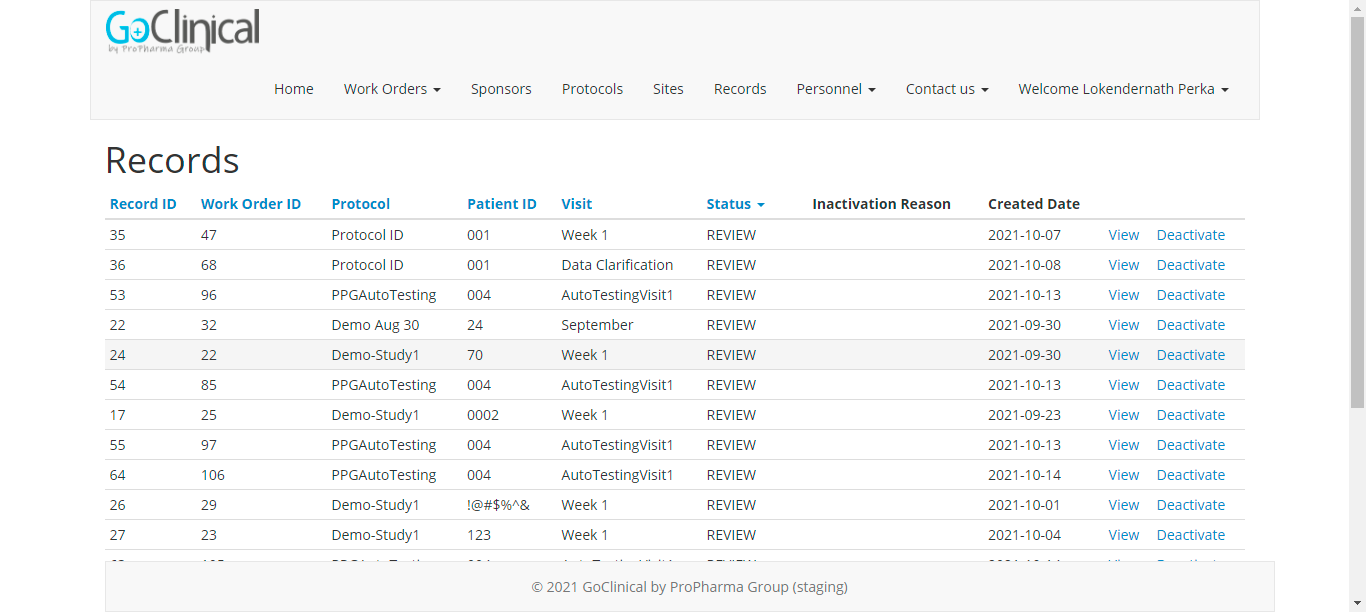 GoClinical
by ProPharma Group
Home Work Orders Sponsors Protocols Sites Records Personnel Contact us Welcome Lokendernath Perka
Records
Record ID Work Order ID Protocol Patient ID Visit Status Inactivation Reason Created Date
35 47 Protocol ID 001 Week 1 REVIEW 2021-10-07 View Deactivate
36 68 Protocol ID 001 Data Clarification REVIEW 2021-10-08 View Deactivate
53 96 PPGAutoTesting 004 AutoTestingVisit1 REVIEW 2021-10-13 View Deactivate
22 32 Demo Aug 30 24 September REVIEW 2021-09-30 View Deactivate
24 22 Demo-Study1 70 Week 1 REVIEW 2021-09-30 View Deactivate
54 85 PPGAutoTesting 004 AutoTestingVisit1 REVIEW 2021-10-13 View Deactivate
17 25 Demo-Study1 0002 Week 1 REVIEW 2021-09-23 View Deactivate
55 97 PPGAutoTesting 004 AutoTestingVisit1 REVIEW 2021-10-13 View Deactivate
64 106 PPGAutoTesting 004 AutoTestingVisit1 REVIEW 2021-10-14 View Deactivate
26 29 Demo-Study1 !@#$%^& Week 1 REVIEW 2021-10-01 View Deactivate
27 23 Demo-Study1 123 Week 1 REVIEW 2021-10-04 View Deactivate
© 2021 GoClinical by ProPharma Group (staging)